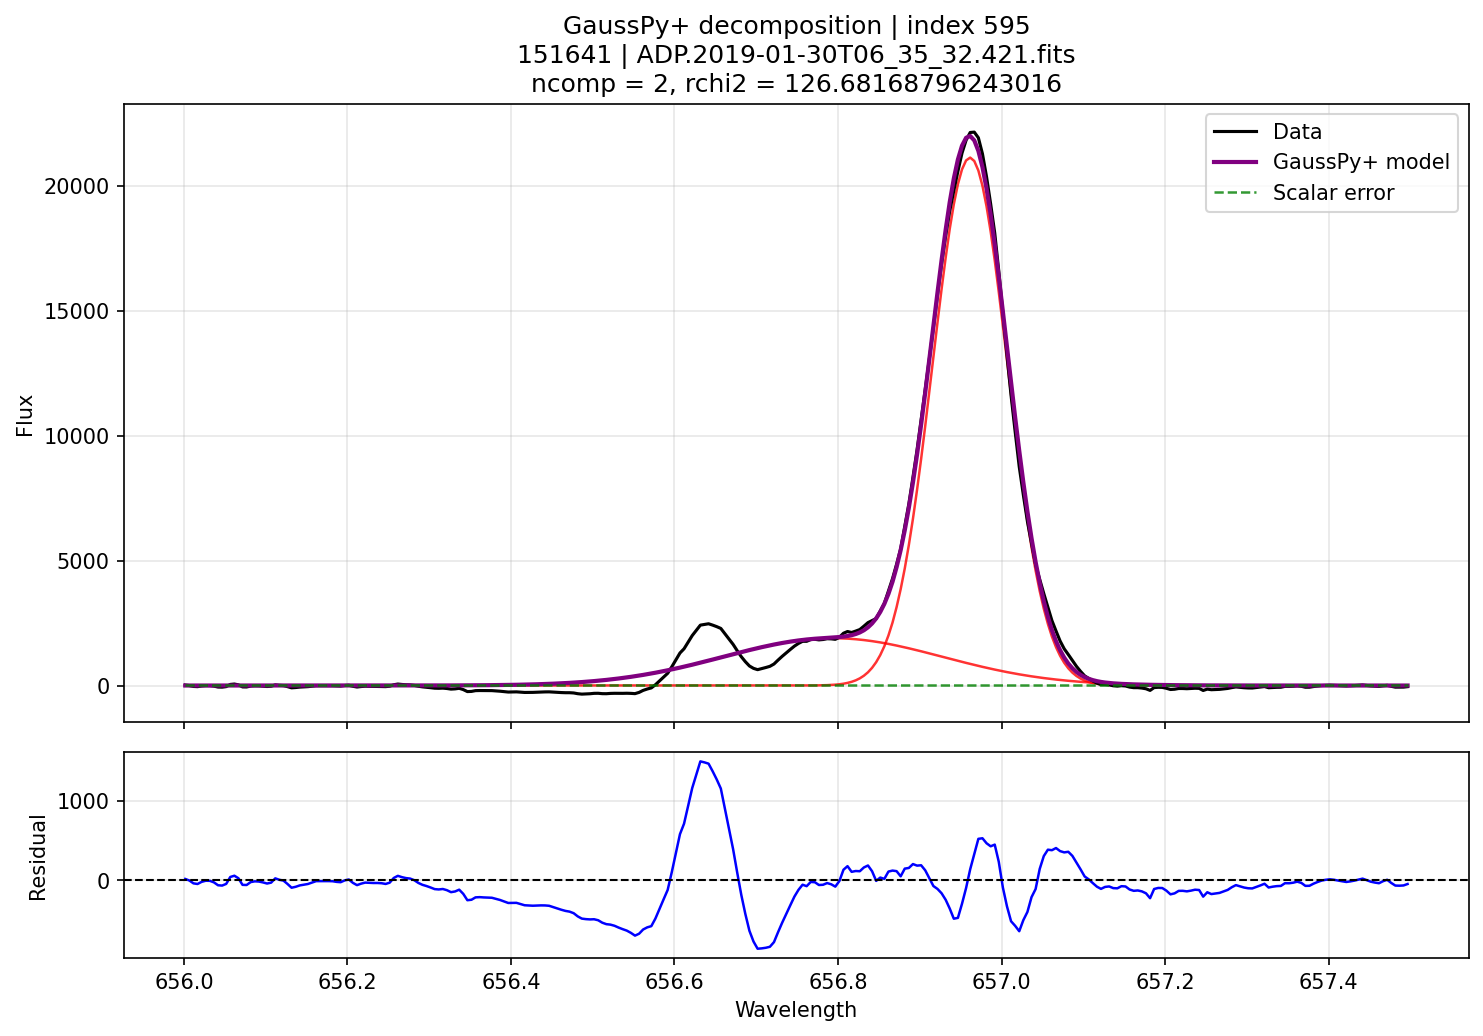 GaussPy+ decomposition | index 595
151641 | ADP.2019-01-30T06_35_32.421.fits
ncomp = 2, rchi2 = 126.68168796243016
Data
GaussPy+ model
Scalar error
Flux
20000
15000
10000
5000
0
Residual
1000
0
656.0 656.2 656.4 656.6 656.8 657.0 657.2 657.4
Wavelength